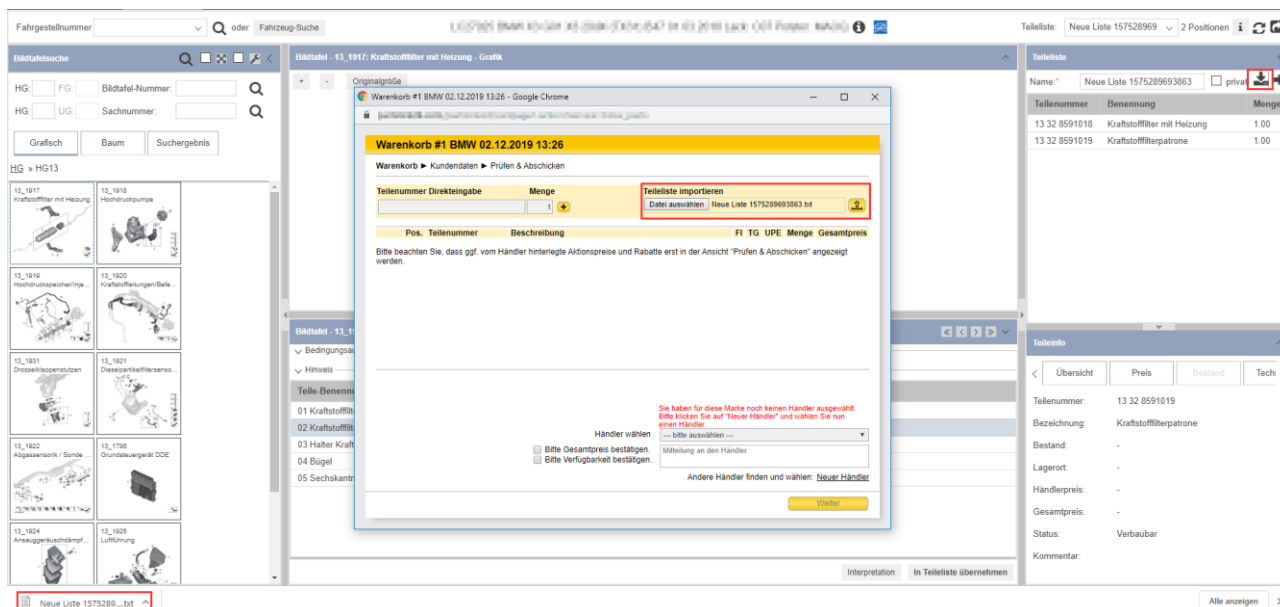 Fahrgestellnummer oder Fahrzeug-Suche
Teileliste: Neue Liste 157528969 2 Positionen
Bildtafelsuche
HG: FG: Bildtafel-Nummer:
HG: UG: Sachnummer:
Grafisch Baum Suchergebnis
HG » HG13
13_1917
Kraftstofffilter mit Heizung
13_1918
Hochdruckpumpe
13_1919
Hochdruckspeicher/Inje...
13_1920
Kraftstoffleitungen/Befe...
13_1931
Drosselklappenstutzen
13_1921
Dieselpartikelfiltersenso...
13_1922
Abgassensorik / Sonde ...
13_1786
Grundsteuergerät DDE
13_1924
Ansauggeräuschdämpf...
13_1925
Luftführung
Bildtafel - 13_1917: Kraftstofffilter mit Heizung - Grafik
+ - Originalgröße
Warenkorb #1 BMW 02.12.2019 13:26 - Google Chrome
Warenkorb #1 BMW 02.12.2019 13:26
Warenkorb ► Kundendaten ► Prüfen & Abschicken
Teilenummer Direkteingabe Menge
1
Teileliste importieren
Datei auswählen Neue Liste 1575289693863.txt
Pos. Teilenummer Beschreibung FI TG UPE Menge Gesamtpreis
Bitte beachten Sie, dass ggf. vom Händler hinterlegte Aktionspreise und Rabatte erst in der Ansicht "Prüfen & Abschicken" angezeigt
werden.
Sie haben für diese Marke noch keinen Händler ausgewählt.
Bitte klicken Sie auf "Neuer Händler" und wählen Sie nun
einen Händler.
Händler wählen --- bitte auswählen ---
Bitte Gesamtpreis bestätigen.
Bitte Verfügbarkeit bestätigen.
Mitteilung an den Händler
Andere Händler finden und wählen: Neuer Händler
Weiter
Bildtafel - 13_19
Bedingungsau
Hinweis
Teile-Benennu
01 Kraftstofffilt
02 Kraftstofffilt
03 Halter Kraft
04 Bügel
05 Sechskantm
Interpretation In Teileliste übernehmen
Teileliste
Name:* Neue Liste 1575289693863 privat
Teilenummer Benennung Menge
13 32 8591018 Kraftstofffilter mit Heizung 1.00
13 32 8591019 Kraftstofffilterpatrone 1.00
Teileinfo
Übersicht Preis Bestand Tech
Teilenummer: 13 32 8591019
Bezeichnung: Kraftstofffilterpatrone
Bestand: -
Lagerort: -
Händlerpreis: -
Gesamtpreis: -
Status: Verbaubar
Kommentar:
Neue Liste 1575289....txt
Alle anzeigen